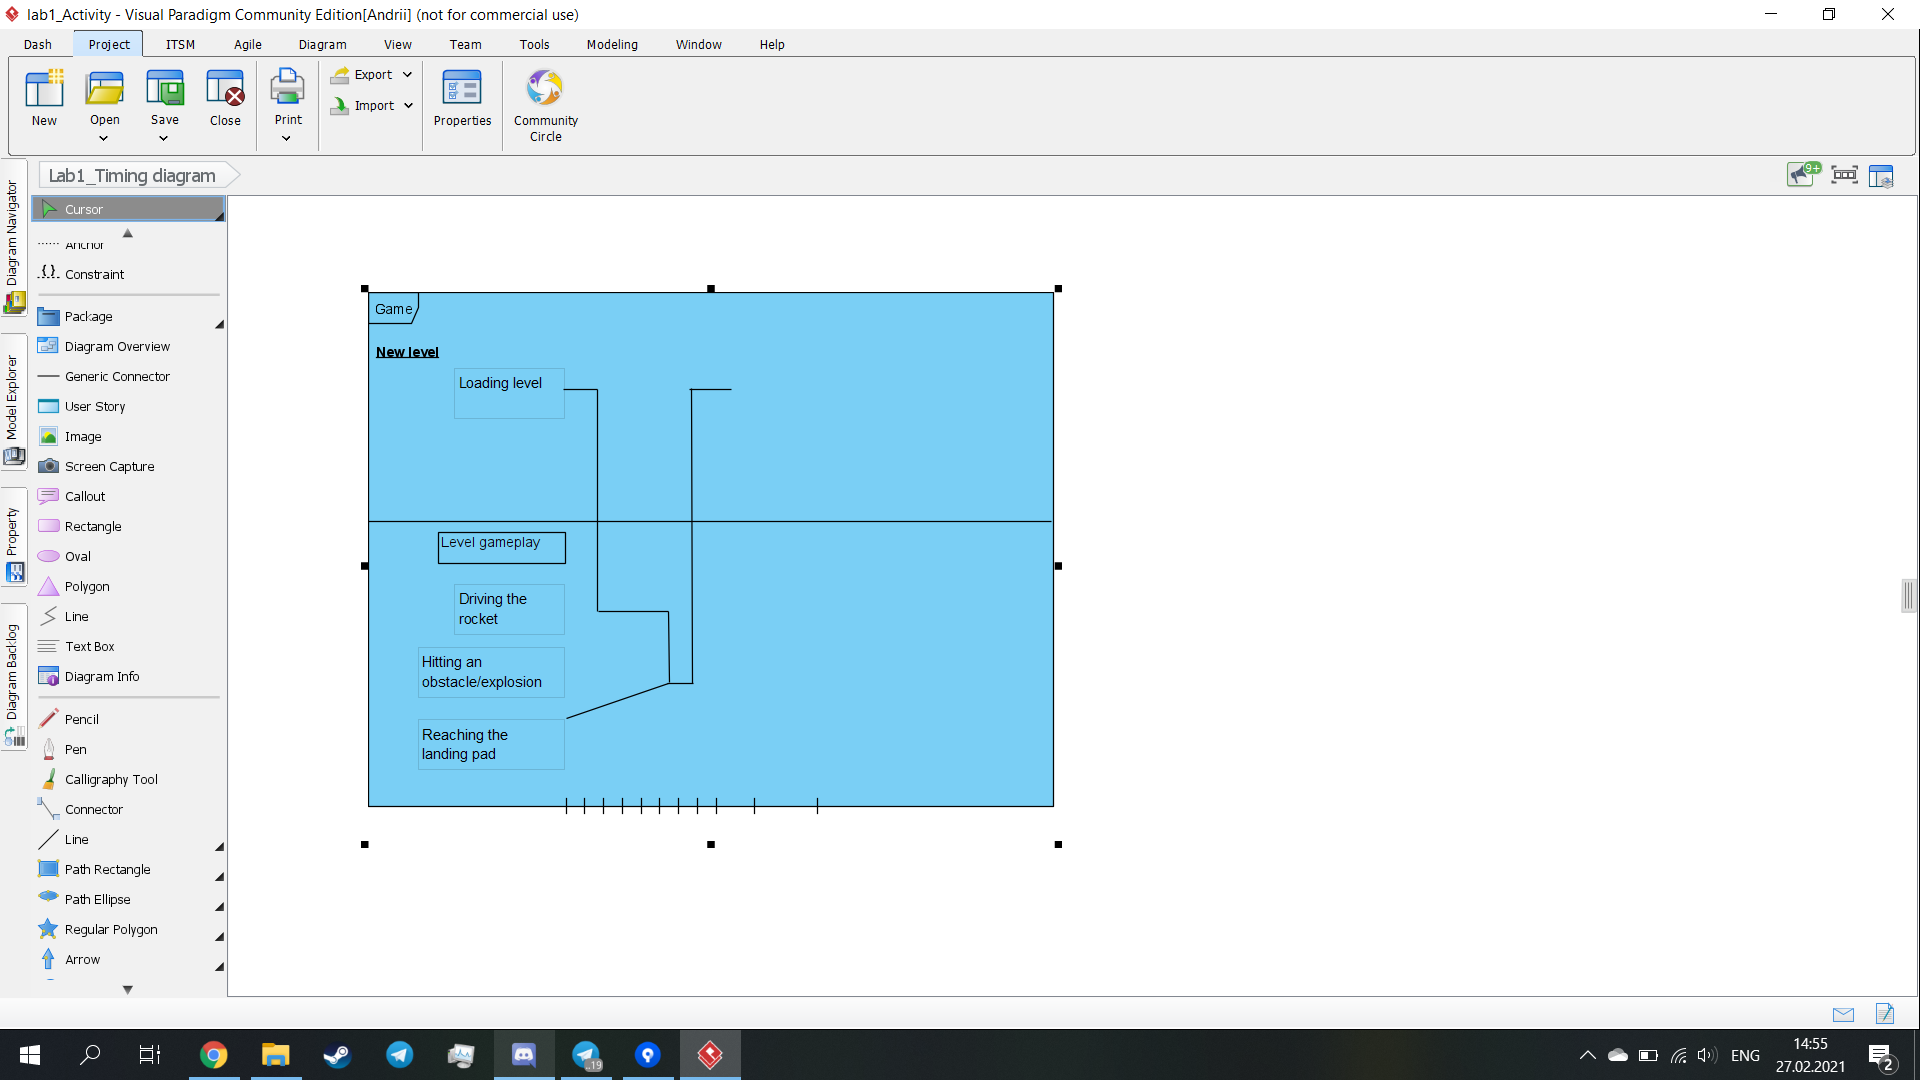 lab1_Activity - Visual Paradigm Community Edition[Andrii] (not for commercial use)
Dash Project ITSM Agile Diagram View Team Tools Modeling Window Help
New
Open
Save
Close
Print
Export
Import
Properties
Community
Circle
Lab1_Timing diagram
9+
Diagram Navigator
Model Explorer
Property
Diagram Backlog
Cursor
Anchor
Constraint
Package
Diagram Overview
Generic Connector
User Story
Image
Screen Capture
Callout
Rectangle
Oval
Polygon
Line
Text Box
Diagram Info
Pencil
Pen
Calligraphy Tool
Connector
Line
Path Rectangle
Path Ellipse
Regular Polygon
Arrow
Game
New level
Loading level
Level gameplay
Driving the
rocket
Hitting an
obstacle/explosion
Reaching the
landing pad
..19
ENG
14:55
27.02.2021
2